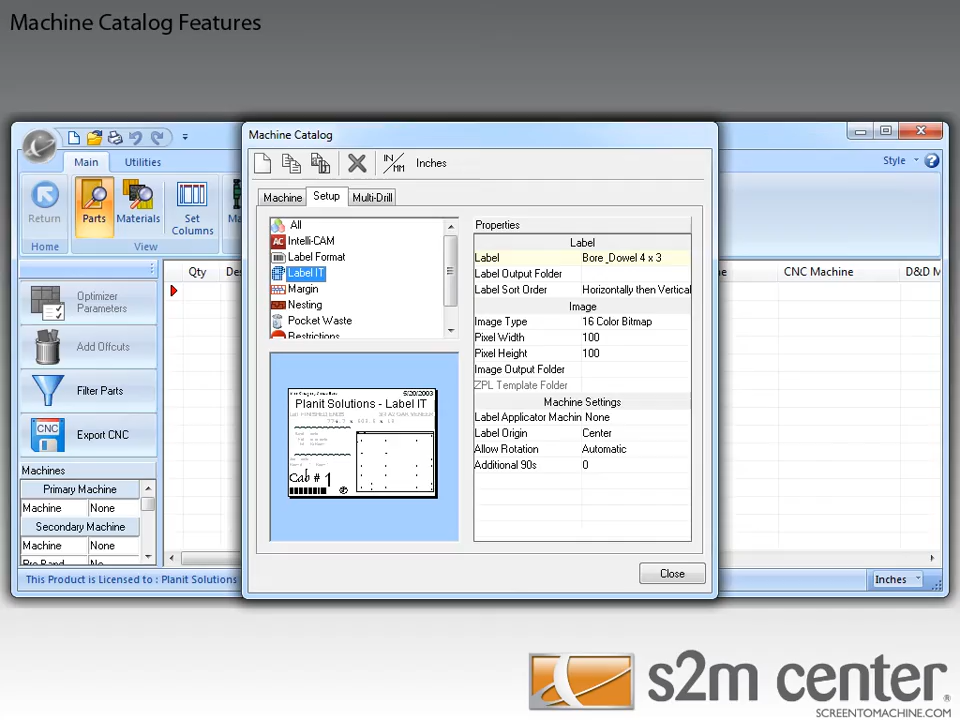 Machine Catalog Features
Machine Catalog
Main
Utilities
Style
Inches
Return
Parts
Materials
Set
Columns
Home
View
Machine
Setup
Multi-Drill
Qty
CNC Machine
Optimizer
Parameters
Add Offcuts
Filter Parts
CNC
Export CNC
Machines
Primary Machine
Machine None
Secondary Machine
Machine None
All
Intelli-CAM
Label Format
Label IT
Margin
Nesting
Pocket Waste
Restrictions
5/20/2003
Planit Solutions - Label IT
Cab # 1
Properties
Label
Label Bore _Dowel 4 x 3
Label Output Folder
Label Sort Order Horizontally then Vertical
Image
Image Type 16 Color Bitmap
Pixel Width 100
Pixel Height 100
Image Output Folder
ZPL Template Folder
Machine Settings
Label Applicator Machin None
Label Origin Center
Allow Rotation Automatic
Additional 90s 0
Close
This Product is Licensed to : Planit Solutions
Inches
s2m center®
SCREENTOMACHINE.COM